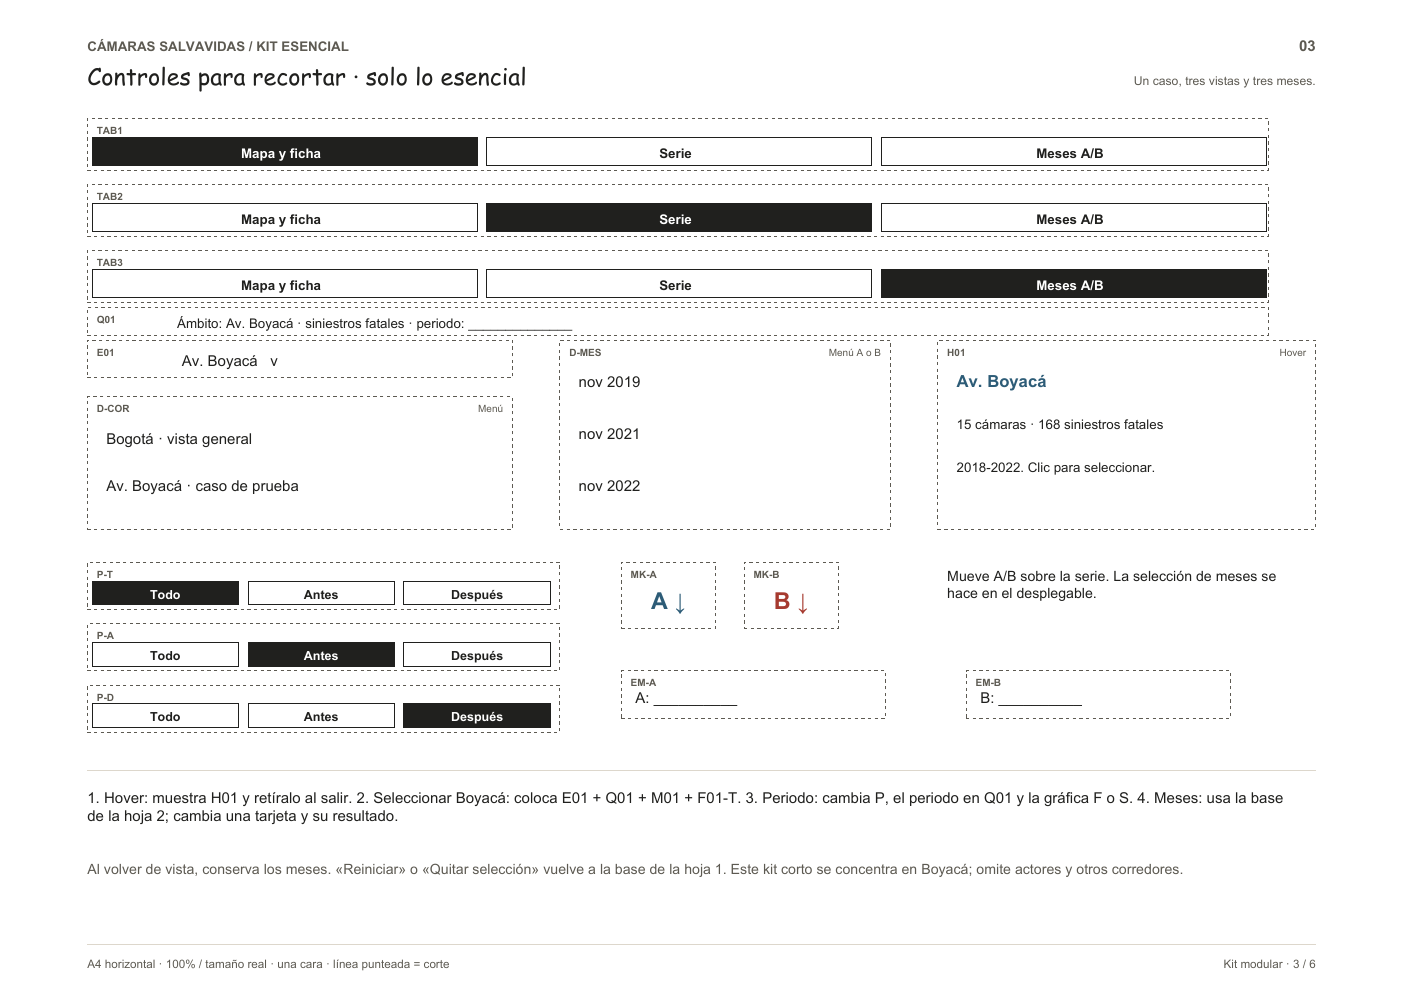 CÁMARAS SALVAVIDAS / KIT ESENCIAL
03
Controles para recortar · solo lo esencial
Un caso, tres vistas y tres meses.
TAB1
Mapa y ficha
Serie
Meses A/B
TAB2
Mapa y ficha
Serie
Meses A/B
TAB3
Mapa y ficha
Serie
Meses A/B
Q01
Ámbito: Av. Boyacá · siniestros fatales · periodo: ______________
E01
Av. Boyacá v
D-COR
Menú
Bogotá · vista general
Av. Boyacá · caso de prueba
D-MES
Menú A o B
nov 2019
nov 2021
nov 2022
H01
Hover
Av. Boyacá
15 cámaras · 168 siniestros fatales
2018-2022. Clic para seleccionar.
P-T
Todo
Antes
Después
P-A
Todo
Antes
Después
P-D
Todo
Antes
Después
MK-A
A ↓
MK-B
B ↓
Mueve A/B sobre la serie. La selección de meses se
hace en el desplegable.
EM-A
A: __________
EM-B
B: __________
1. Hover: muestra H01 y retíralo al salir. 2. Seleccionar Boyacá: coloca E01 + Q01 + M01 + F01-T. 3. Periodo: cambia P, el periodo en Q01 y la gráfica F o S. 4. Meses: usa la base
de la hoja 2; cambia una tarjeta y su resultado.
Al volver de vista, conserva los meses. «Reiniciar» o «Quitar selección» vuelve a la base de la hoja 1. Este kit corto se concentra en Boyacá; omite actores y otros corredores.
A4 horizontal · 100% / tamaño real · una cara · línea punteada = corte
Kit modular · 3 / 6